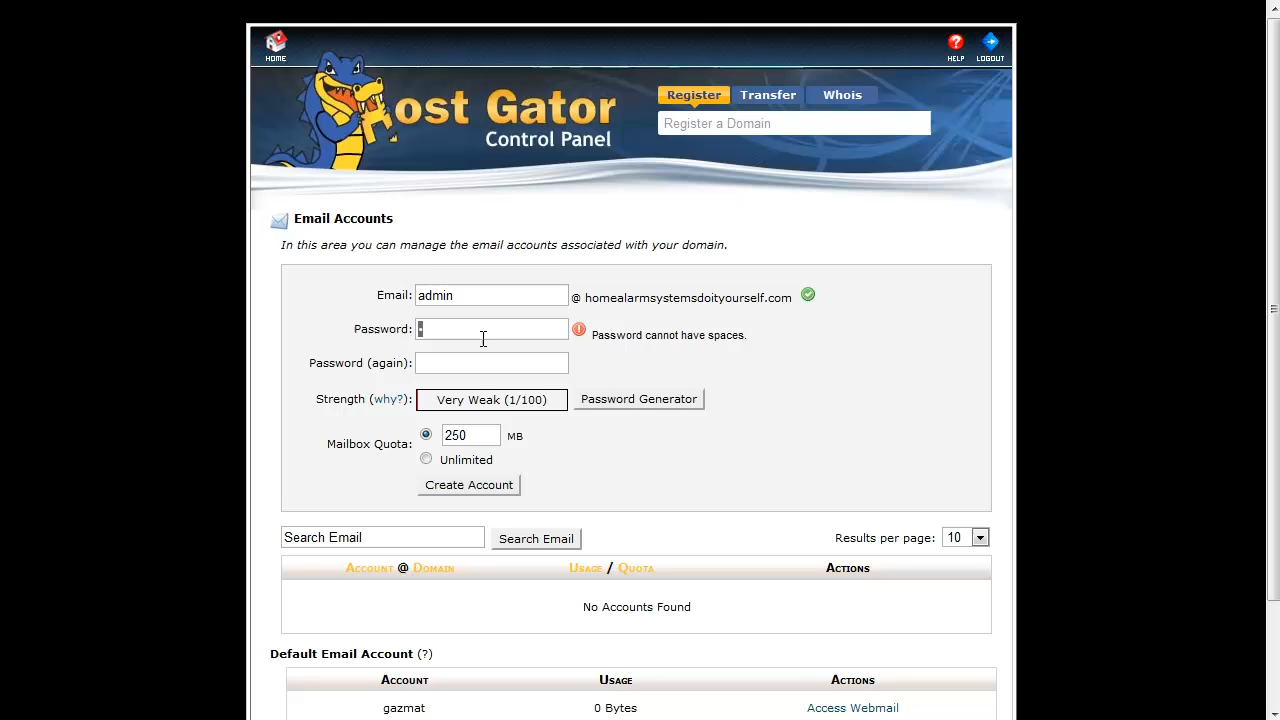 HOME
HELP
LOGOUT
Register
Transfer
Whois
ost Gator
Control Panel
Register a Domain
Email Accounts
In this area you can manage the email accounts associated with your domain.
Email: admin @ homealarmsystemsdoityourself.com
Password: Password cannot have spaces.
Password (again):
Strength (why?): Very Weak (1/100) Password Generator
Mailbox Quota: 250 MB
Unlimited
Create Account
Search Email Search Email Results per page: 10
Account @ Domain Usage / Quota Actions
No Accounts Found
Default Email Account (?)
Account Usage Actions
gazmat 0 Bytes Access Webmail